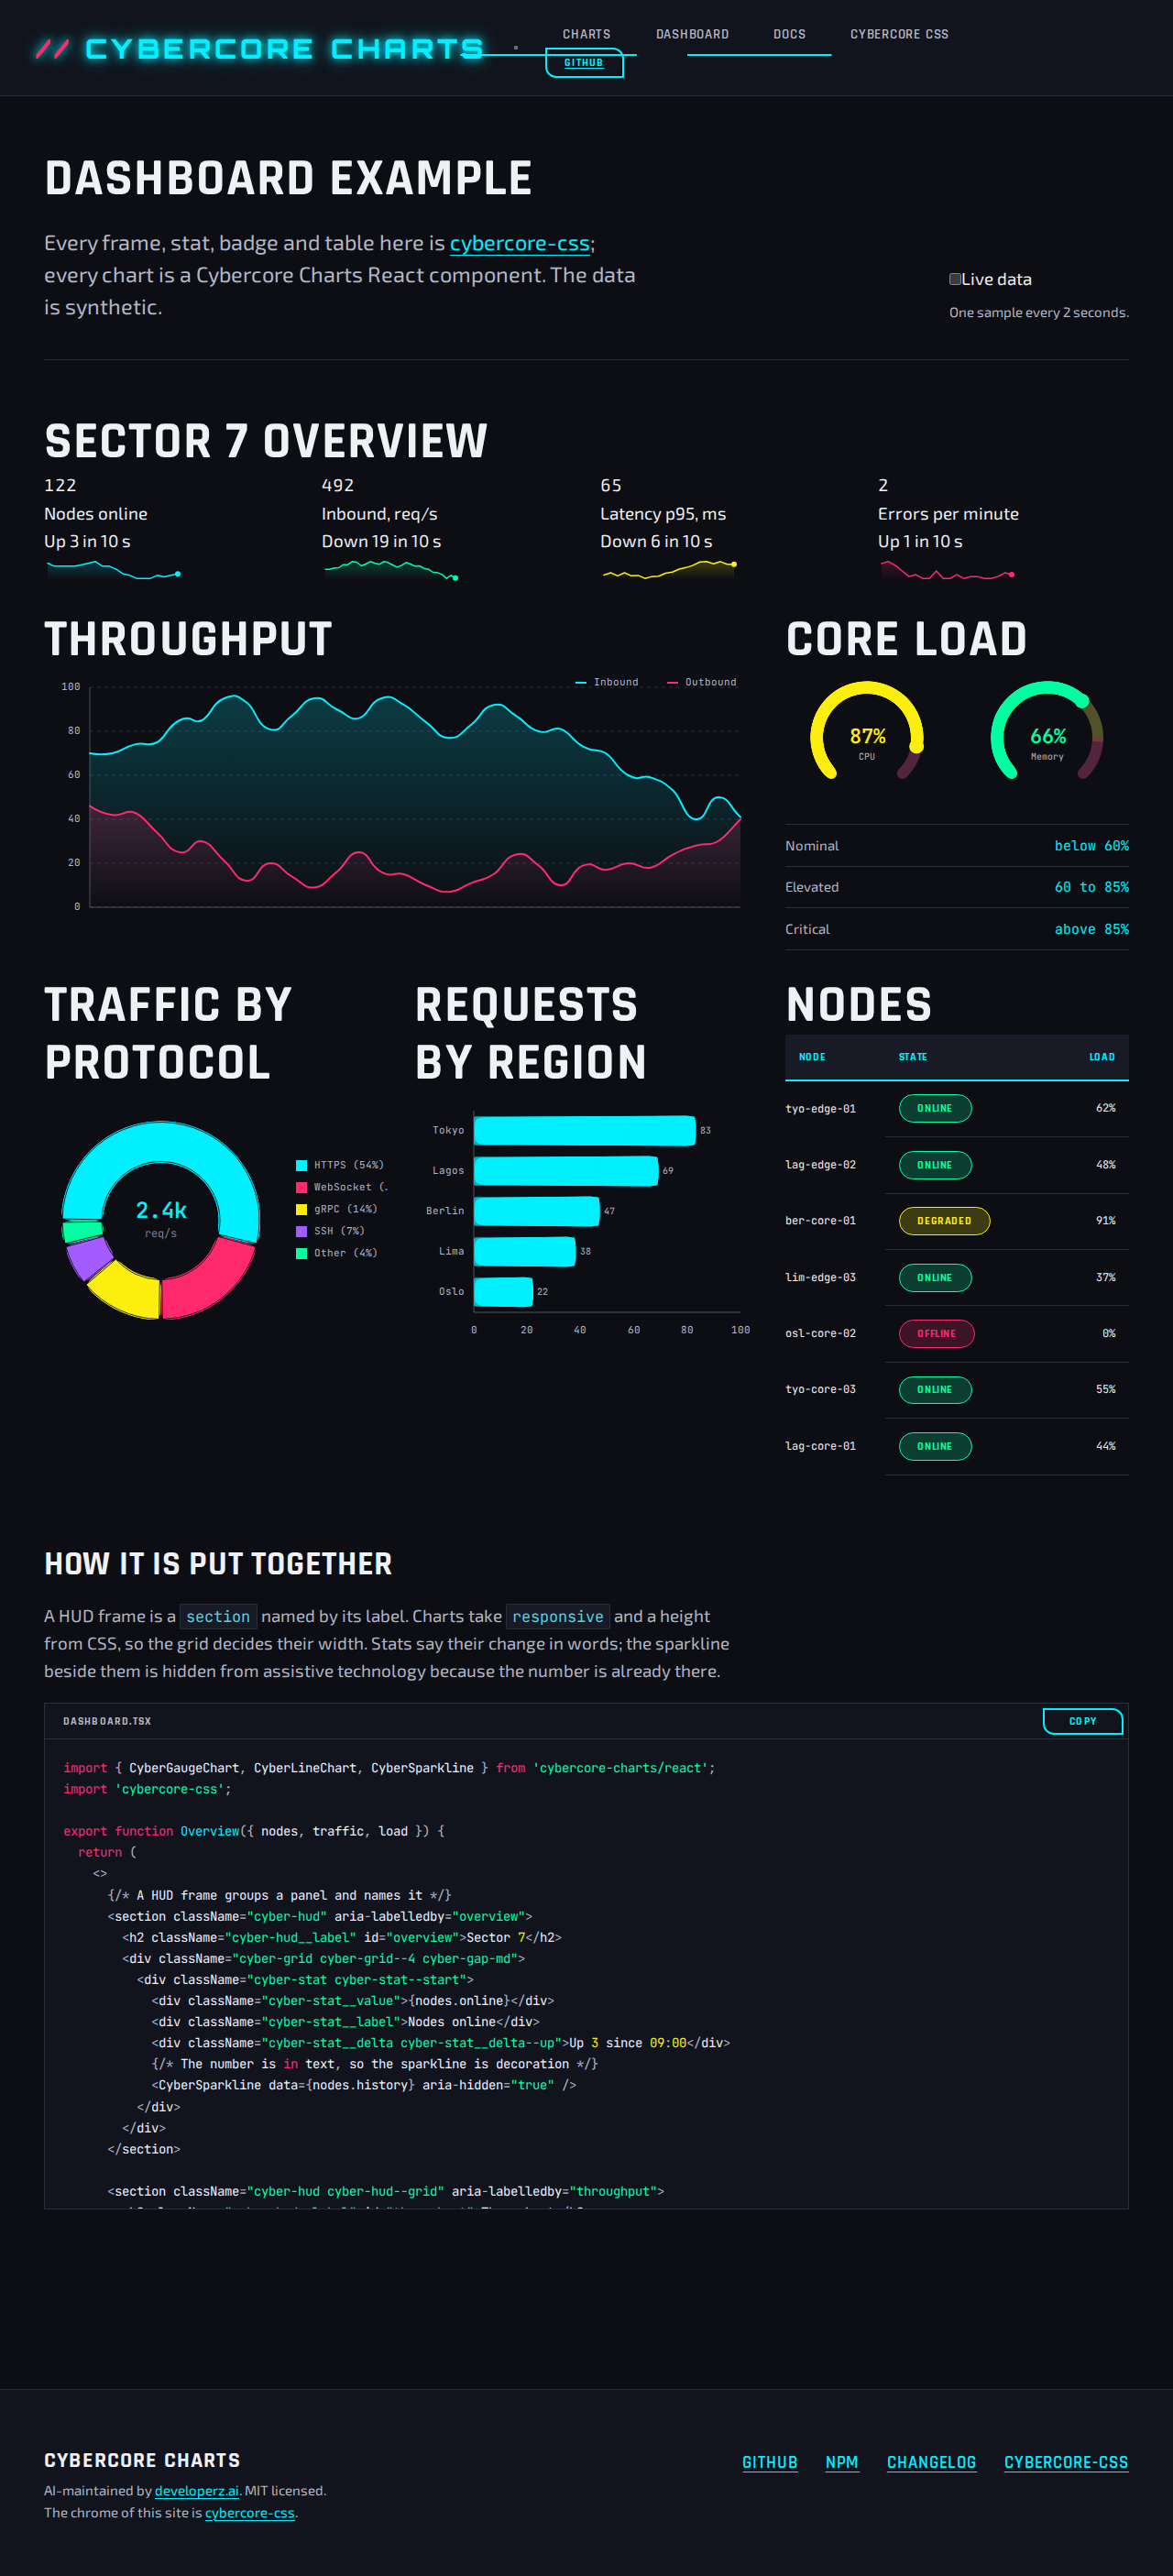 // CYBERCORE CHARTS
CHARTS DASHBOARD DOCS CYBERCORE CSS
GITHUB
DASHBOARD EXAMPLE
Every frame, stat, badge and table here is cybercore-css;
every chart is a Cybercore Charts React component. The data
is synthetic.
Live data
One sample every 2 seconds.
SECTOR 7 OVERVIEW
122
Nodes online
Up 3 in 10 s
492
Inbound, req/s
Down 19 in 10 s
65
Latency p95, ms
Down 6 in 10 s
2
Errors per minute
Up 1 in 10 s
THROUGHPUT
Inbound Outbound
100
80
60
40
20
0
CORE LOAD
87%
CPU
66%
Memory
Nominal below 60%
Elevated 60 to 85%
Critical above 85%
TRAFFIC BY
PROTOCOL
2.4k
req/s
HTTPS (54%)
WebSocket (.
gRPC (14%)
SSH (7%)
Other (4%)
REQUESTS
BY REGION
Tokyo 83
Lagos 69
Berlin 47
Lima 38
Oslo 22
0 20 40 60 80 100
NODES
NODE STATE LOAD
tyo-edge-01 ONLINE 62%
lag-edge-02 ONLINE 48%
ber-core-01 DEGRADED 91%
lim-edge-03 ONLINE 37%
osl-core-02 OFFLINE 0%
tyo-core-03 ONLINE 55%
lag-core-01 ONLINE 44%
HOW IT IS PUT TOGETHER
A HUD frame is a section named by its label. Charts take responsive and a height
from CSS, so the grid decides their width. Stats say their change in words; the sparkline
beside them is hidden from assistive technology because the number is already there.
DASHBOARD.TSX COPY
import { CyberGaugeChart, CyberLineChart, CyberSparkline } from 'cybercore-charts/react';
import 'cybercore-css';
export function Overview({ nodes, traffic, load }) {
return (
<>
{/* A HUD frame groups a panel and names it */}
<section className="cyber-hud" aria-labelledby="overview">
<h2 className="cyber-hud__label" id="overview">Sector 7</h2>
<div className="cyber-grid cyber-grid--4 cyber-gap-md">
<div className="cyber-stat cyber-stat--start">
<div className="cyber-stat__value">{nodes.online}</div>
<div className="cyber-stat__label">Nodes online</div>
<div className="cyber-stat__delta cyber-stat__delta--up">Up 3 since 09:00</div>
{/* The number is in text, so the sparkline is decoration */}
<CyberSparkline data={nodes.history} aria-hidden="true" />
</div>
</div>
</section>
<section className="cyber-hud cyber-hud--grid" aria-labelledby="throughput">
CYBERCORE CHARTS
AI-maintained by developerz.ai. MIT licensed.
The chrome of this site is cybercore-css.
GITHUB NPM CHANGELOG CYBERCORE-CSS